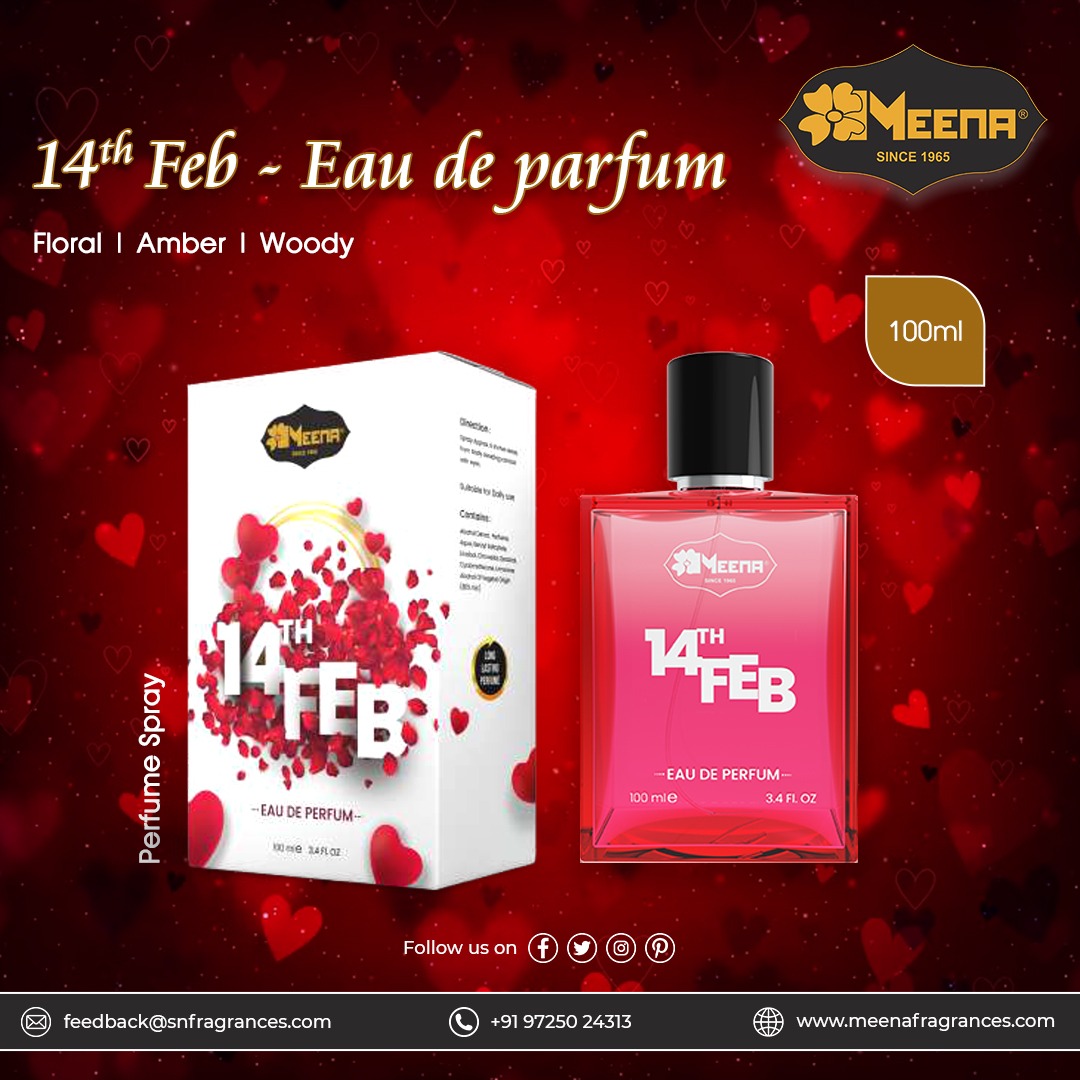 14th Feb - Eau de parfum
Floral | Amber | Woody
MEENA®
SINCE 1965
100ml
Perfume Spray
MEENA
SINCE 1965
14TH
FEB
--EAU DE PERFUM--
100 ml e 3.4 FL OZ
Direction:
Suitable for Daily use
Contains:
LONG
LASTING
PERFUME
MEENA®
SINCE 1965
14TH
FEB
--EAU DE PERFUM--
100 ml e 3.4 Fl. OZ
Follow us on
feedback@snfragrances.com
+91 97250 24313
www.meenafragrances.com